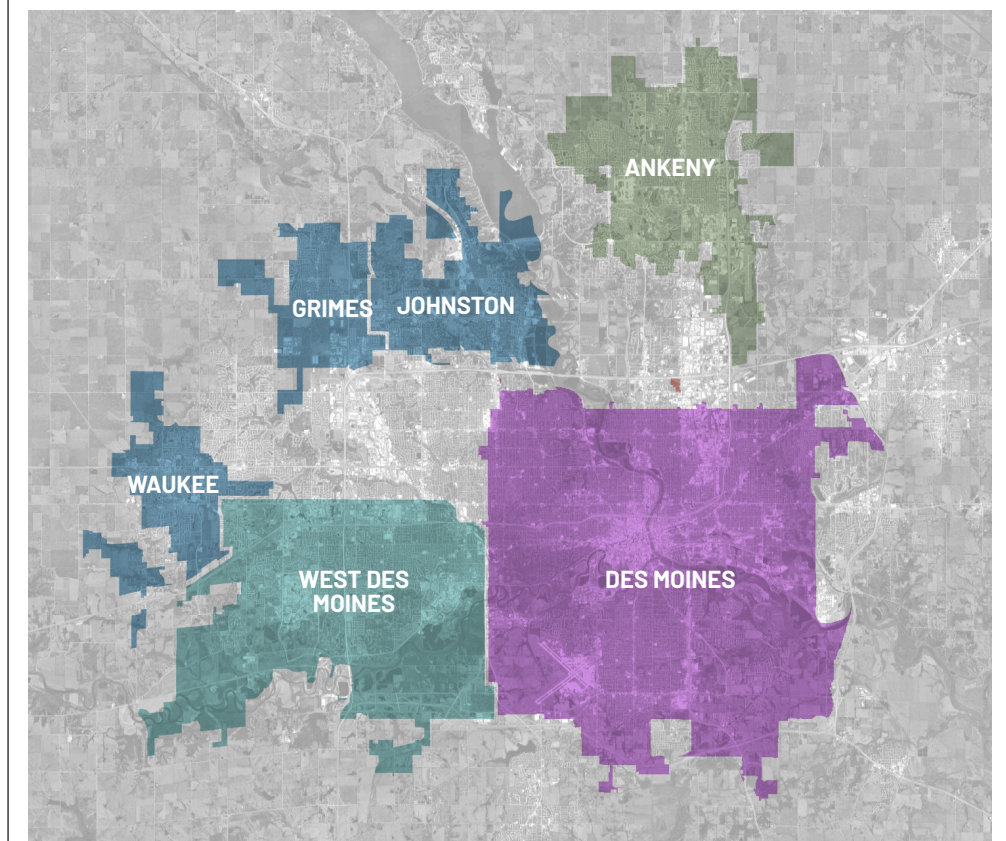 ANKENY
GRIMES
JOHNSTON
WAUKEE
WEST DES
MOINES
DES MOINES